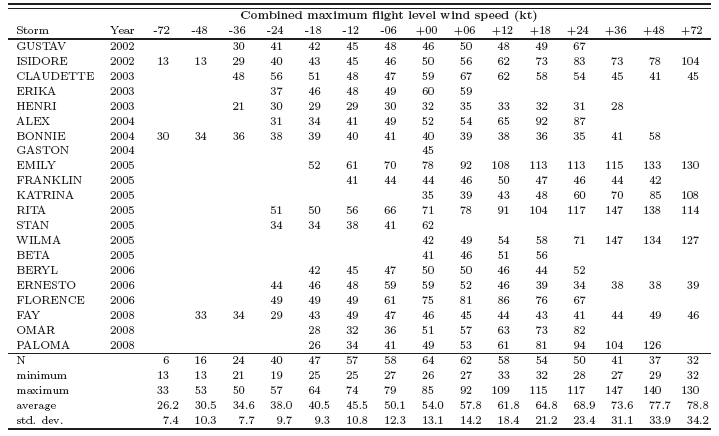 Combined maximum flight level wind speed (kt)
Storm Year -72 -48 -36 -24 -18 -12 -06 +00 +06 +12 +18 +24 +36 +48 +72
GUSTAV 2002 30 41 42 45 48 46 50 48 49 67
ISIDORE 2002 13 13 29 40 43 45 46 50 56 62 73 83 73 78 104
CLAUDETTE 2003 48 56 51 48 47 59 67 62 58 54 45 41 45
ERIKA 2003 37 46 48 49 60 59
HENRI 2003 21 30 29 29 30 32 35 33 32 31 28
ALEX 2004 31 34 41 49 52 54 65 92 87
BONNIE 2004 30 34 36 38 39 40 41 40 39 38 36 35 41 58
GASTON 2004 45
EMILY 2005 52 61 70 78 92 108 113 113 115 133 130
FRANKLIN 2005 41 44 44 46 50 47 46 44 42
KATRINA 2005 35 39 43 48 60 70 85 108
RITA 2005 51 50 56 66 71 78 91 104 117 147 138 114
STAN 2005 34 34 38 41 62
WILMA 2005 42 49 54 58 71 147 134 127
BETA 2005 41 46 51 56
BERYL 2006 42 45 47 50 50 46 44 52
ERNESTO 2006 44 46 48 59 59 52 46 39 34 38 38 39
FLORENCE 2006 49 49 49 61 75 81 86 76 67
FAY 2008 33 34 29 43 49 47 46 45 44 43 41 44 49 46
OMAR 2008 28 32 36 51 57 63 73 82
PALOMA 2008 26 34 41 49 53 61 81 94 104 126
N 6 16 24 40 47 57 58 64 62 58 54 50 41 37 32
minimum 13 13 21 19 25 25 27 26 27 33 32 28 27 29 32
maximum 33 53 50 57 64 74 79 85 92 109 115 117 147 140 130
average 26.2 30.5 34.6 38.0 40.5 45.5 50.1 54.0 57.8 61.8 64.8 68.9 73.6 77.7 78.8
std. dev. 7.4 10.3 7.7 9.7 9.3 10.8 12.3 13.1 14.2 18.4 21.2 23.4 31.1 33.9 34.2